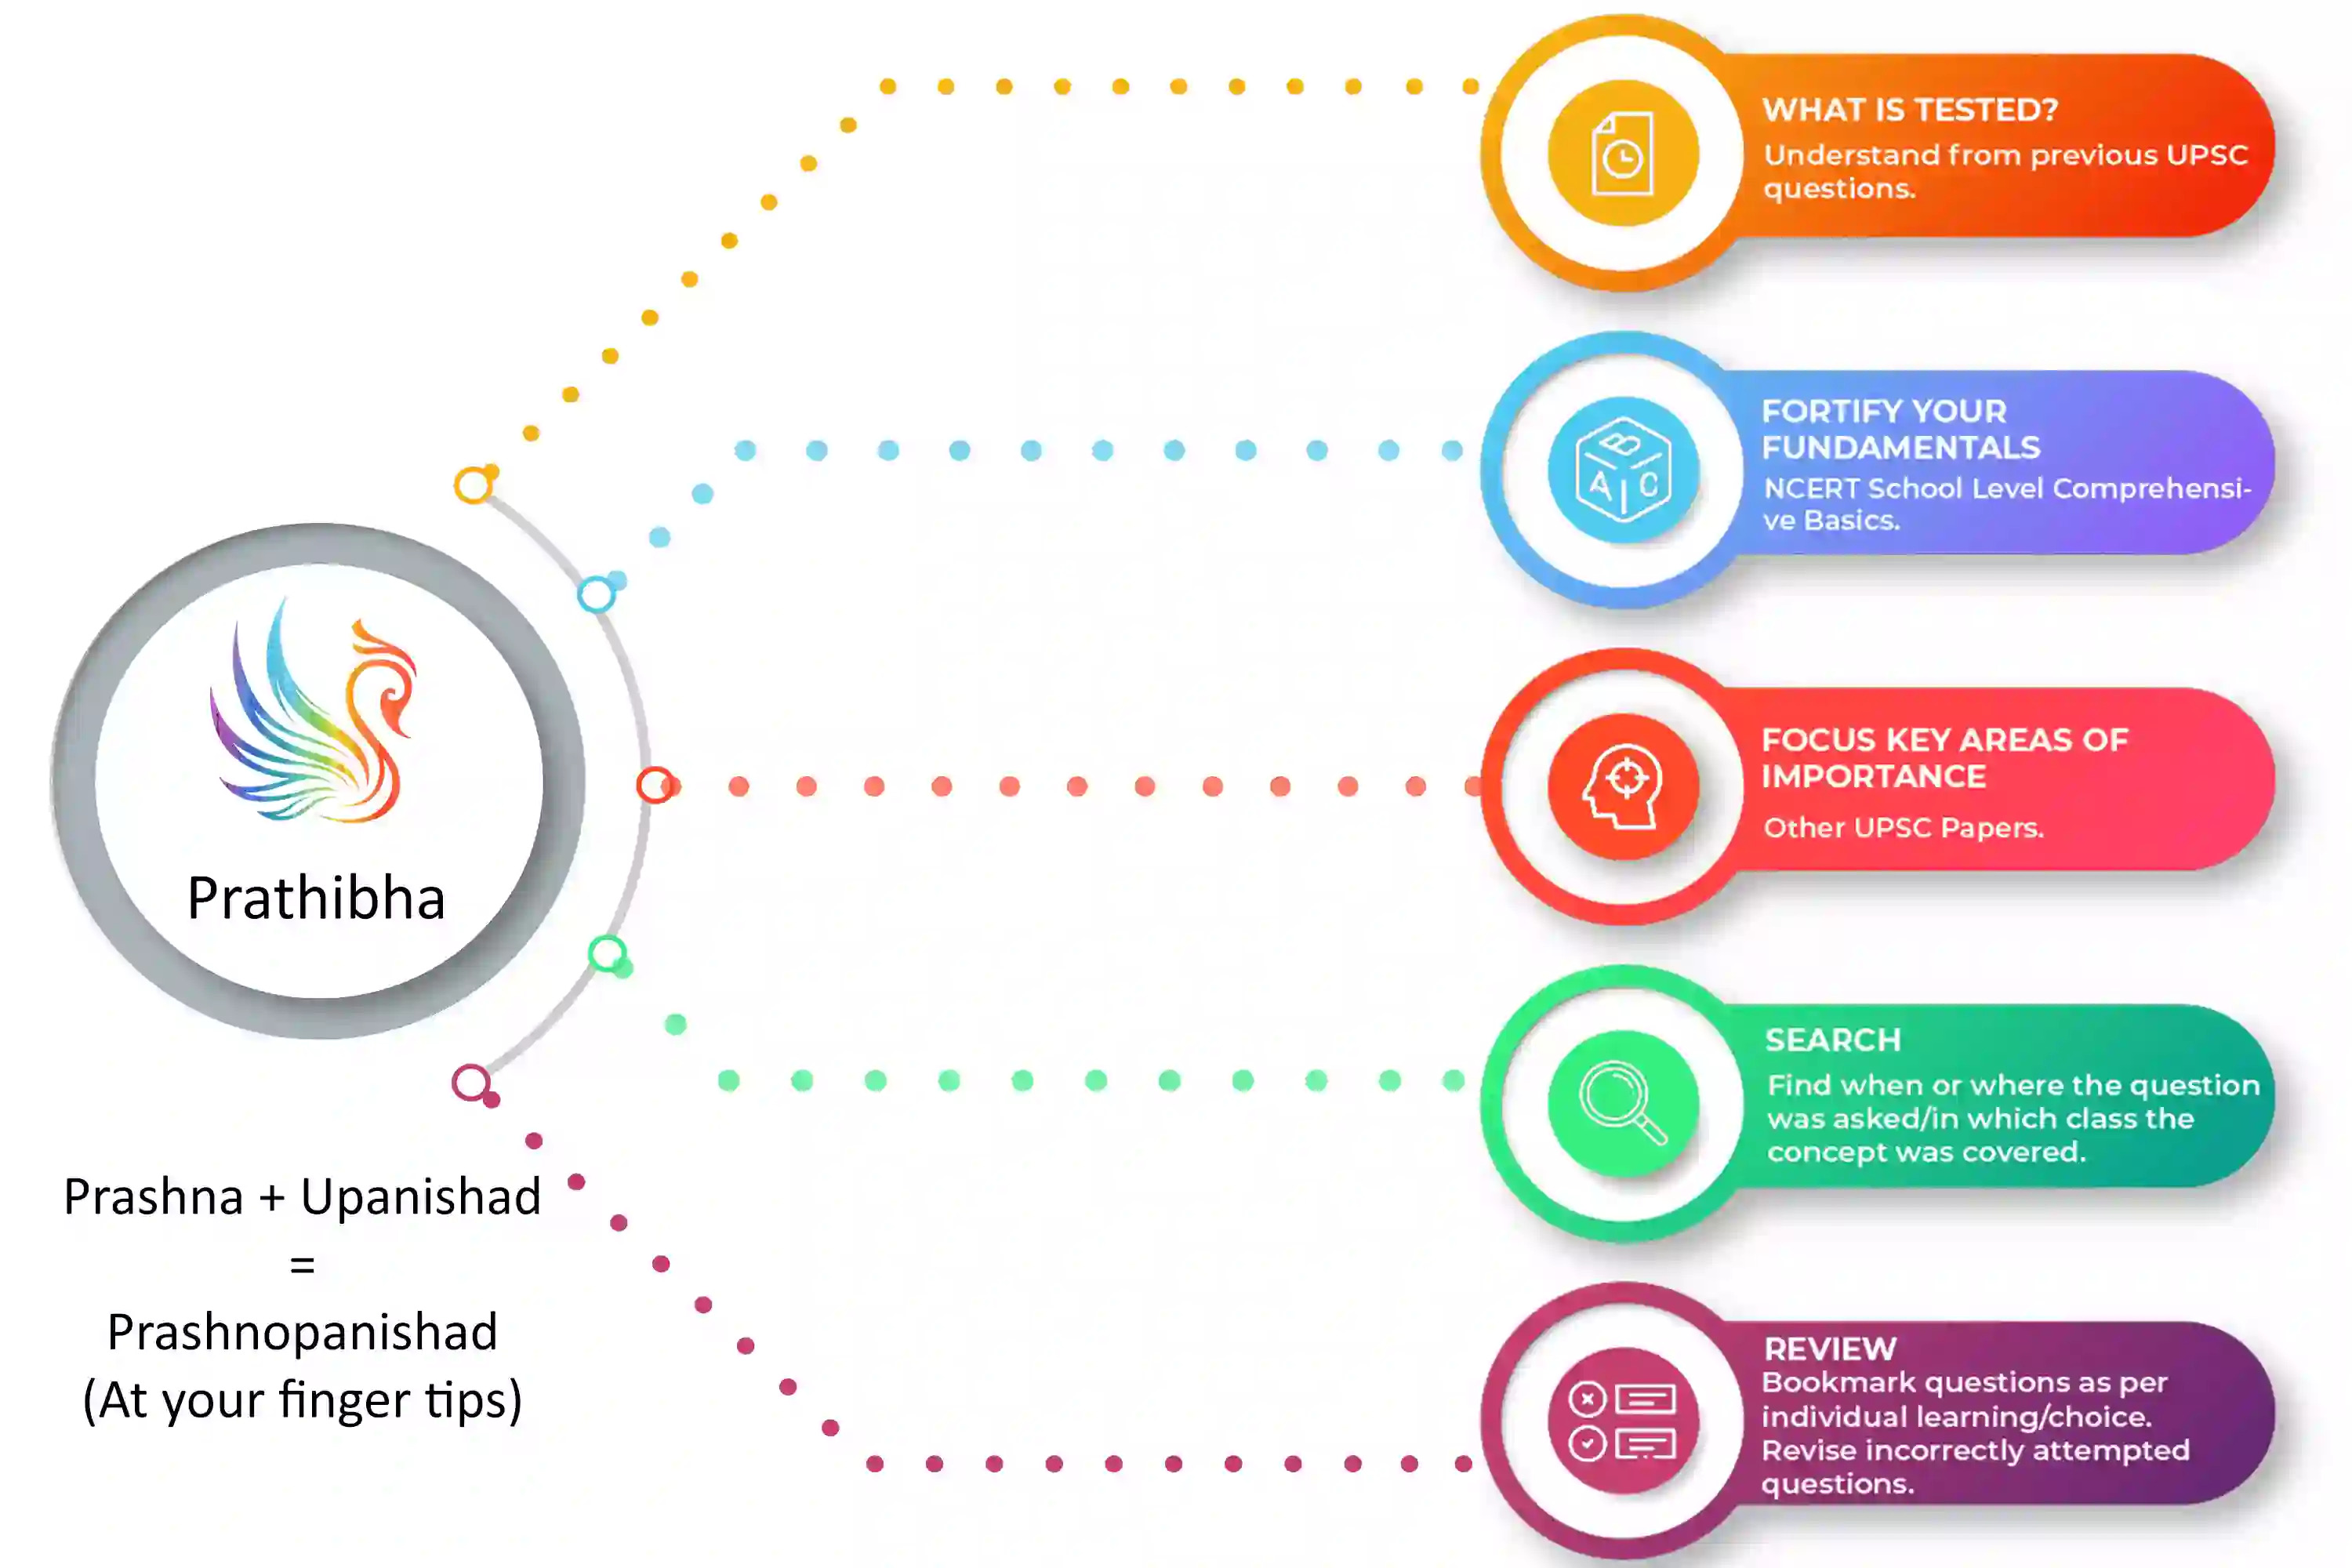 WHAT IS TESTED?
Understand from previous UPSC
questions.
FORTIFY YOUR
FUNDAMENTALS
NCERT School Level Comprehensi-
ve Basics.
B
A C
FOCUS KEY AREAS OF
IMPORTANCE
Other UPSC Papers.
Prathibha
SEARCH
Find when or where the question
was asked/in which class the
concept was covered.
Prashna + Upanishad
=
Prashnopanishad
(At your finger tips)
REVIEW
Bookmark questions as per
individual learning/choice.
Revise incorrectly attempted
questions.